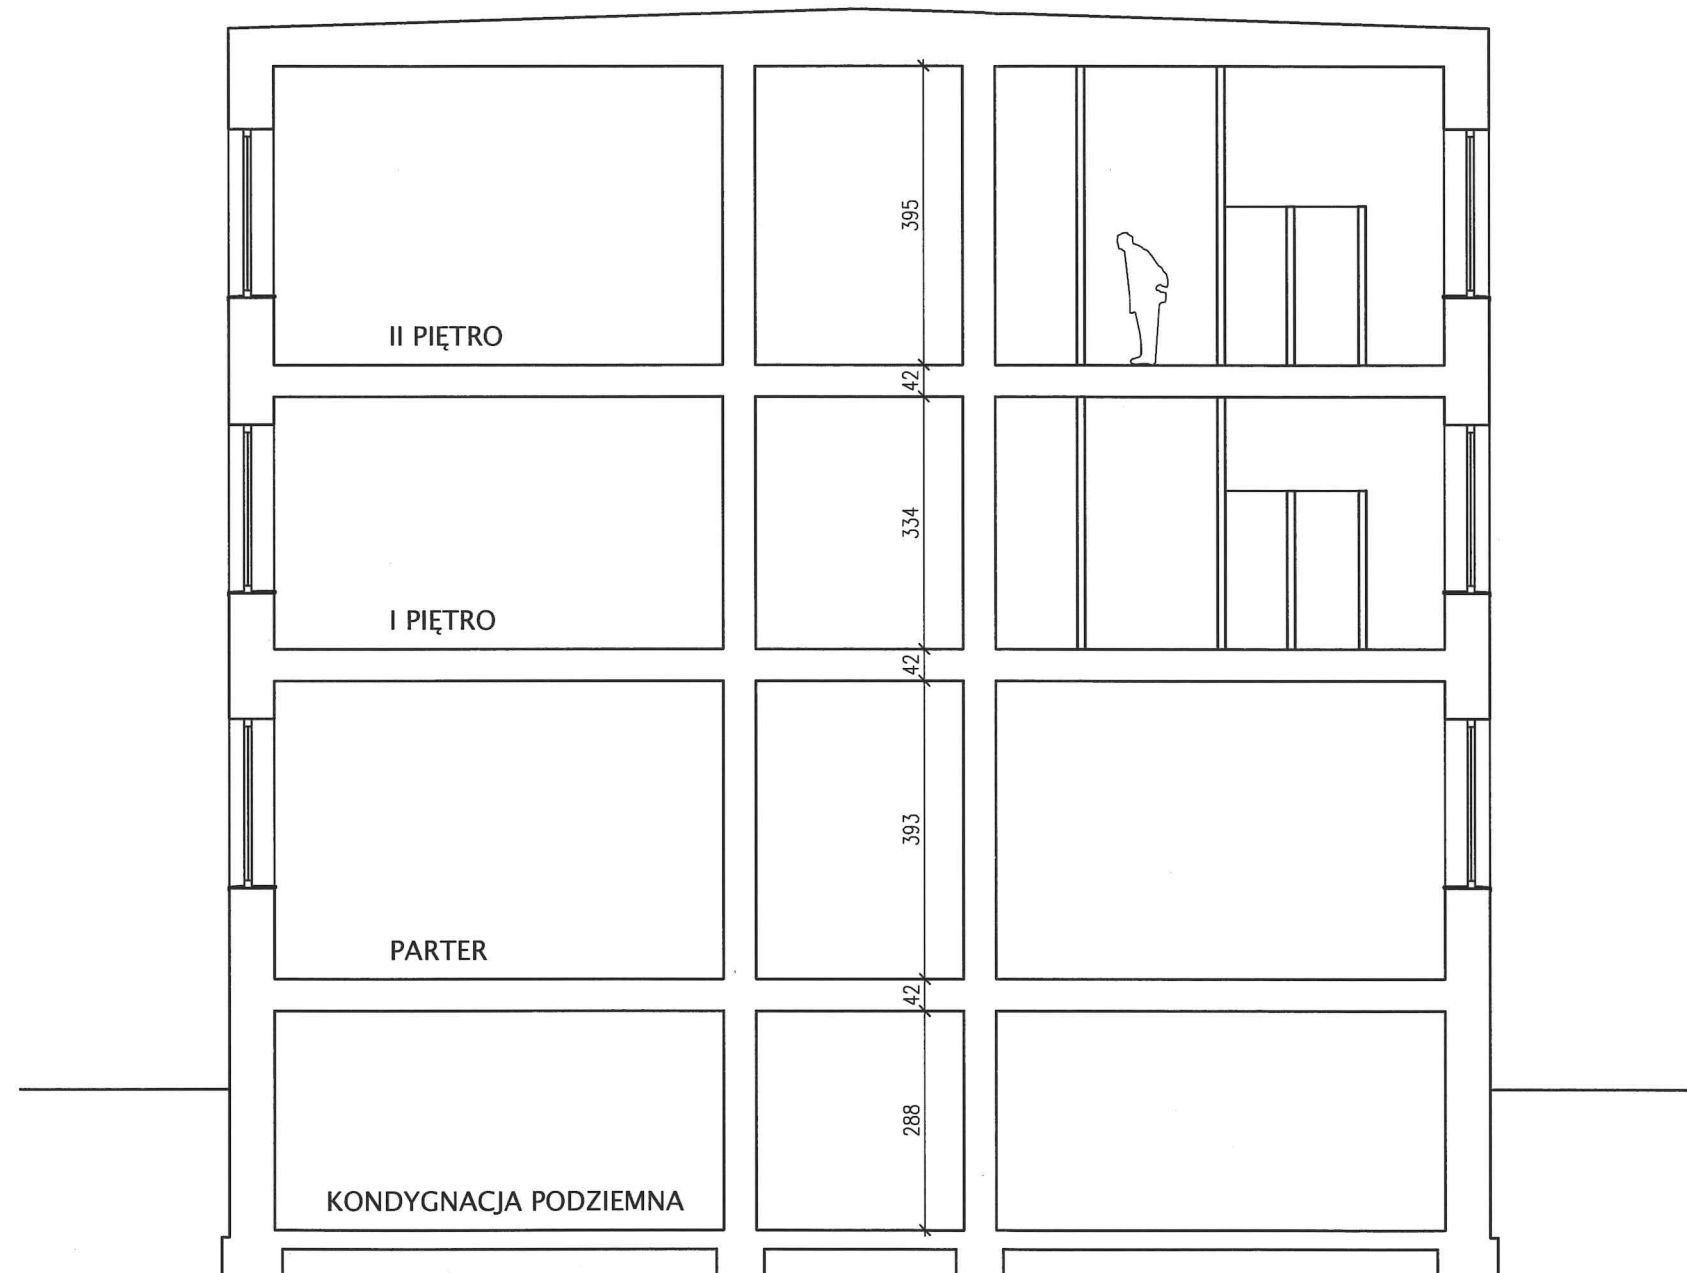 395
II PIĘTRO
42
334
I PIĘTRO
42
393
PARTER
42
288
KONDYGNACJA PODZIEMNA